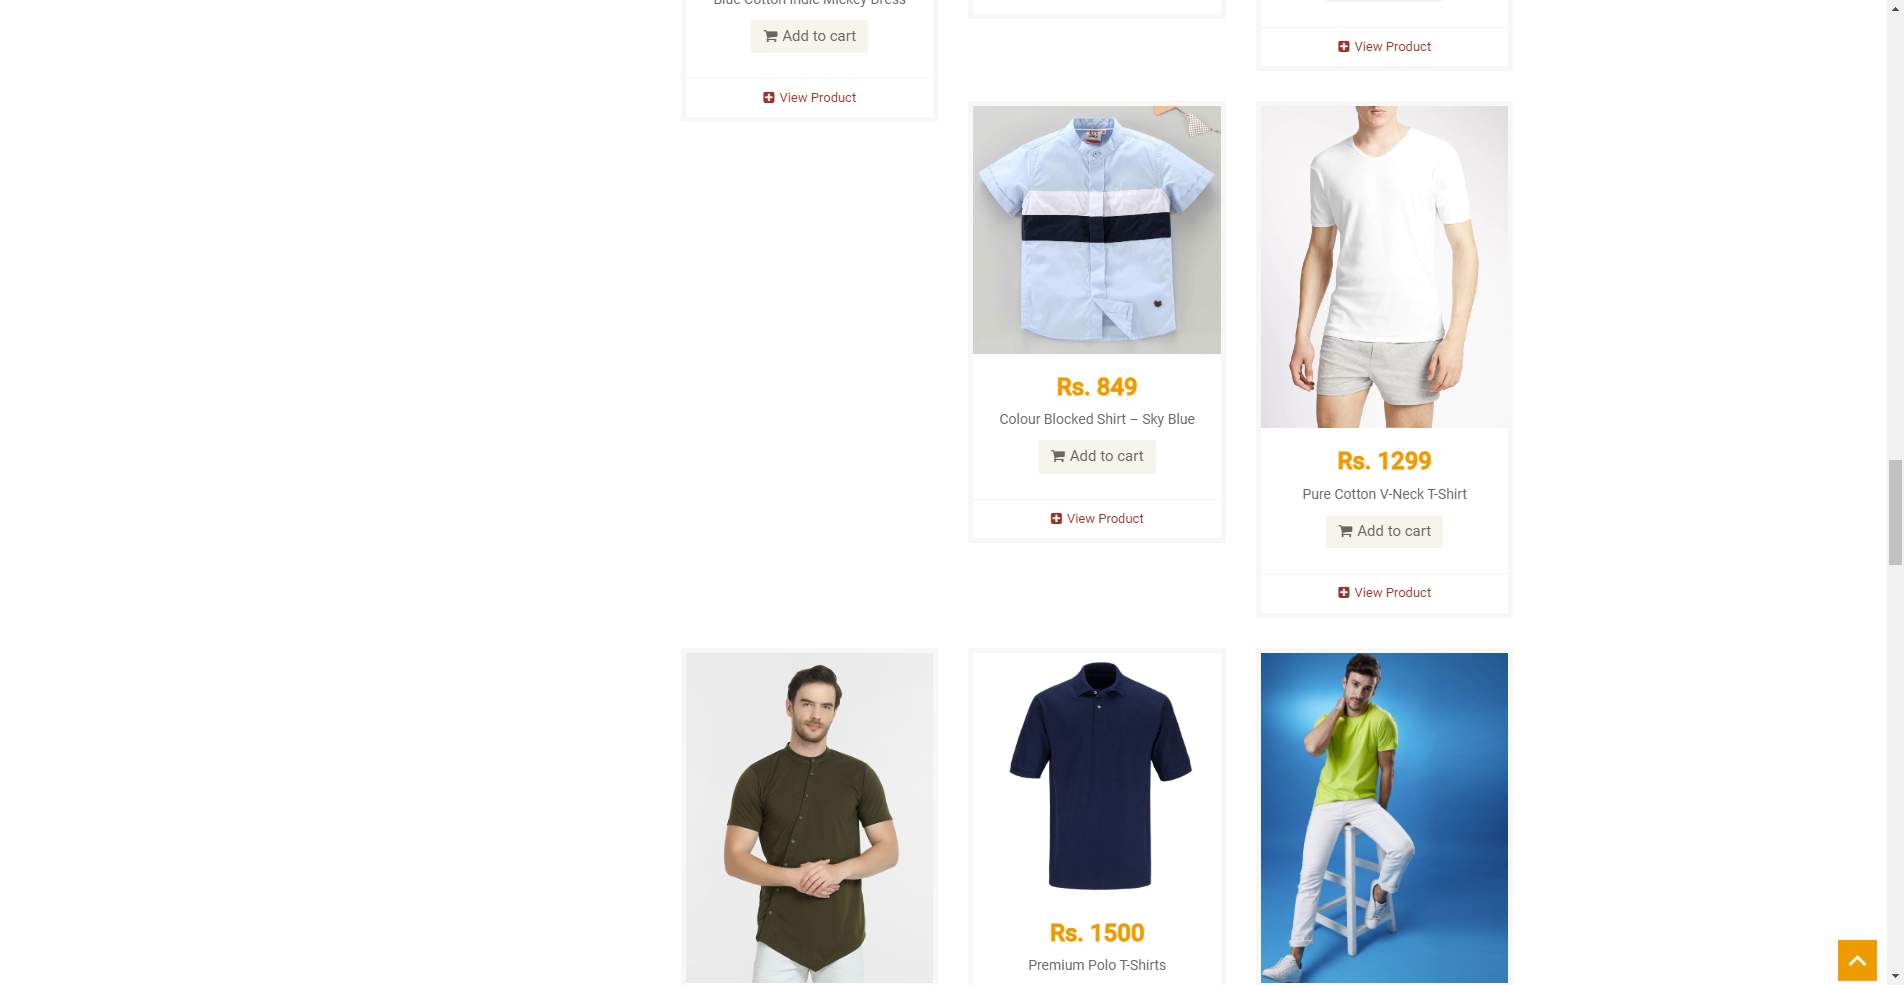 Blue Cotton Indie Mickey Dress
Add to cart
View Product
View Product
Rs. 849
Colour Blocked Shirt – Sky Blue
Add to cart
View Product
Rs. 1299
Pure Cotton V-Neck T-Shirt
Add to cart
View Product
Rs. 1500
Premium Polo T-Shirts